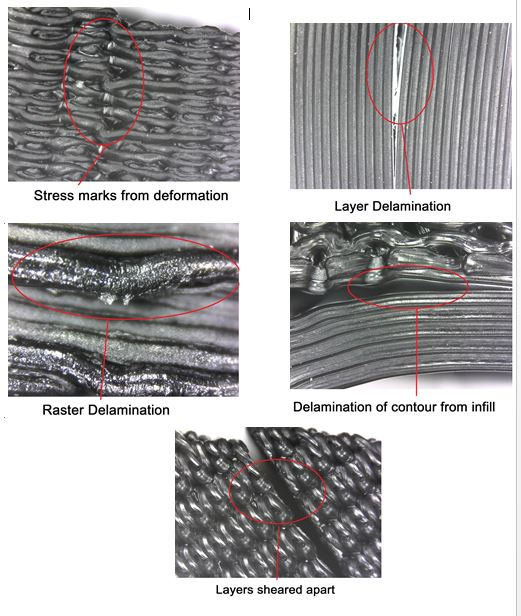 Stress marks from deformation
Layer Delamination
Raster Delamination
Delamination of contour from infill
Layers sheared apart